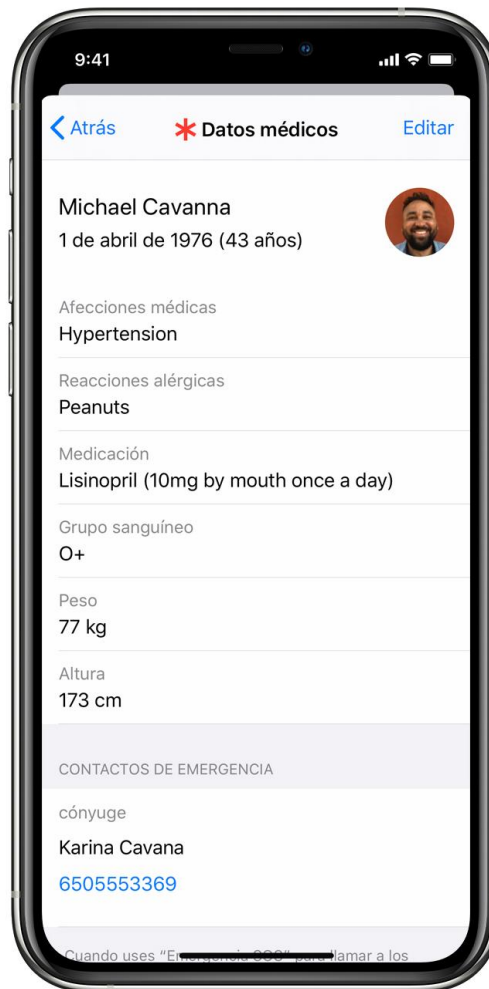 9:41
Atrás
Datos médicos
Editar
Michael Cavanna
1 de abril de 1976 (43 años)
Afecciones médicas
Hypertension
Reacciones alérgicas
Peanuts
Medicación
Lisinopril (10mg by mouth once a day)
Grupo sanguíneo
O+
Peso
77 kg
Altura
173 cm
CONTACTOS DE EMERGENCIA
cónyuge
Karina Cavana
6505553369
Cuando uses “Emergencia SOS” para llamar a los